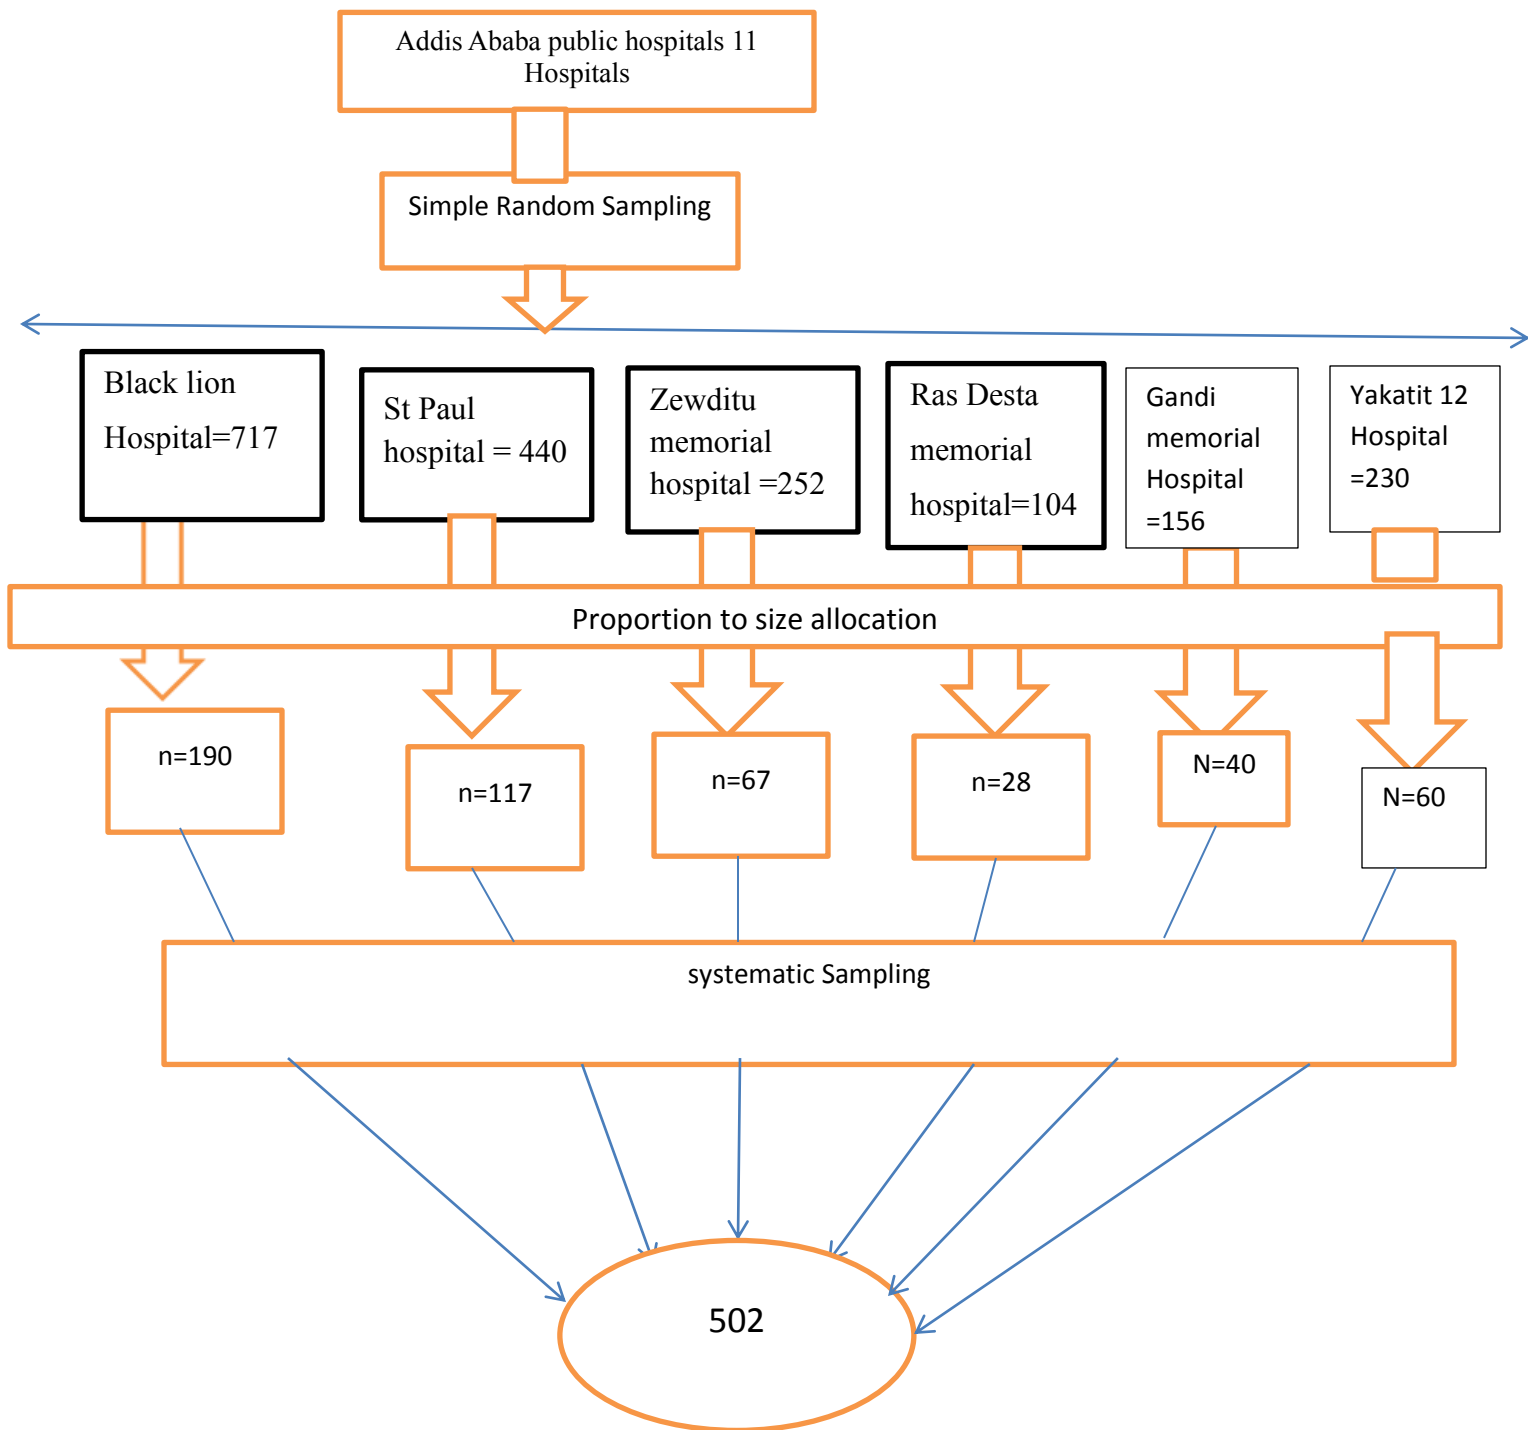 Addis Ababa public hospitals 11
Hospitals
Simple Random Sampling
Black lion
Hospital=717
St Paul
hospital = 440
Zewditu
memorial
hospital =252
Ras Desta
memorial
hospital=104
Gandi
memorial
Hospital
=156
Yakatit 12
Hospital
=230
Proportion to size allocation
n=190
n=117
n=67
n=28
N=40
N=60
systematic Sampling
502